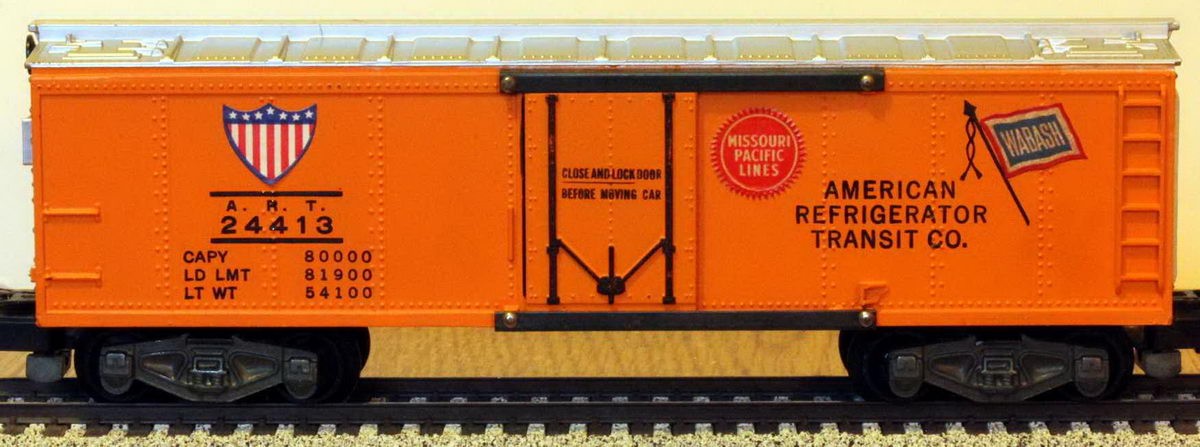 A. R. T.
24413
CAPY 80000
LD LMT 81900
LT WT 54100
CLOSE AND LOCK DOOR
BEFORE MOVING CAR
MISSOURI
PACIFIC
LINES
AMERICAN
REFRIGERATOR
TRANSIT CO.
WABASH